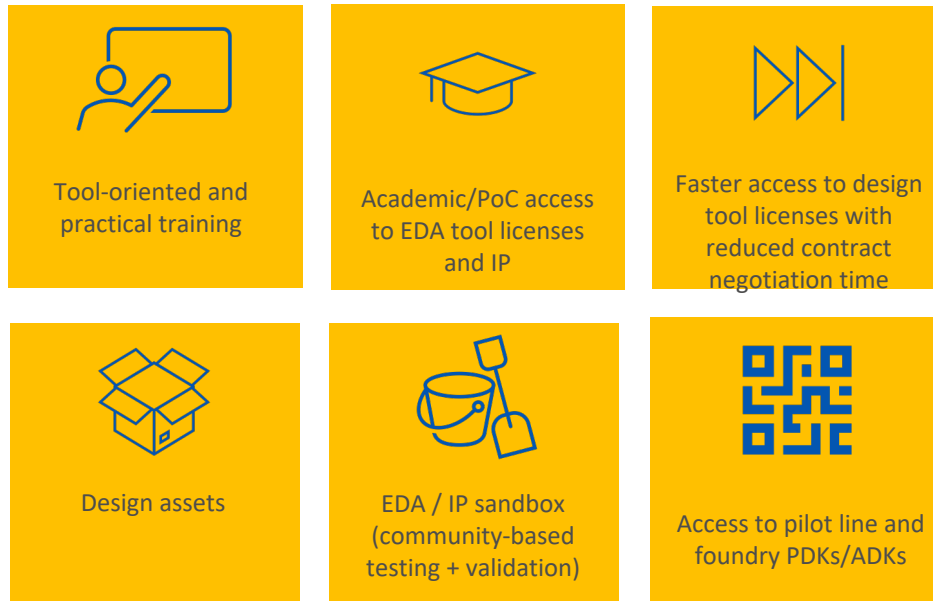 Tool-oriented and
practical training
Academic/PoC access
to EDA tool licenses
and IP
Faster access to design
tool licenses with
reduced contract
negotiation time
Design assets
EDA / IP sandbox
(community-based
testing + validation)
Access to pilot line and
foundry PDKs/ADKs